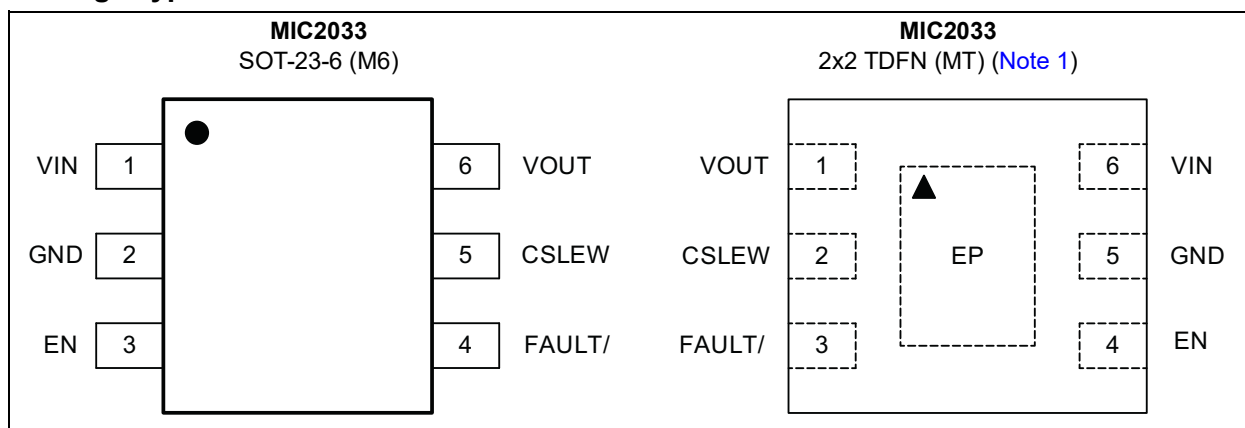 MIC2033
SOT-23-6 (M6)
VIN 1
6 VOUT
GND 2
5 CSLEW
EN 3
4 FAULT/
MIC2033
2x2 TDFN (MT) (Note 1)
VOUT 1
6 VIN
CSLEW 2
EP
5 GND
FAULT/ 3
4 EN